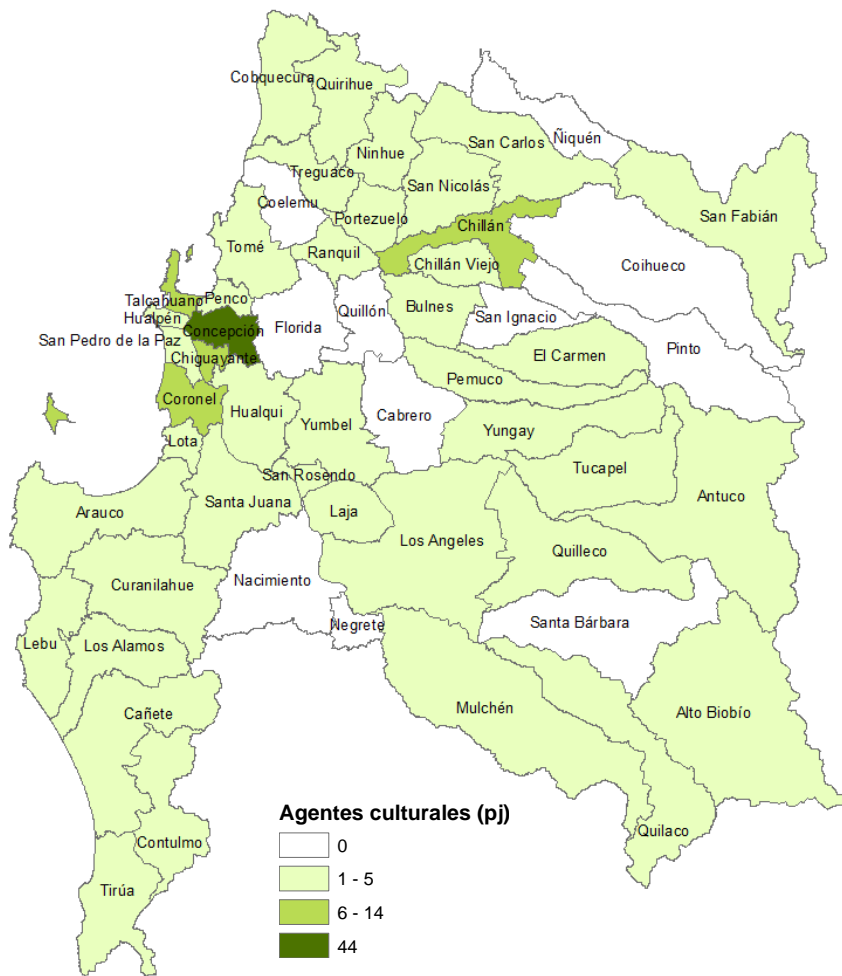 Cobquecura
Quirihue
Ninhue
San Carlos
Ñiquén
Treguaco
San Nicolás
Coelemu
Portezuelo
San Fabián
Chillán
Tomé
Ranquil
Chillán Viejo
Coihueco
Talcahuano
Penco
Hualpén
Concepción
Florida
Quillón
Bulnes
San Ignacio
San Pedro de la Paz
Chiguayante
El Carmen
Pinto
Pemuco
Coronel
Hualqui
Yumbel
Cabrero
Yungay
Lota
San Rosendo
Tucapel
Santa Juana
Laja
Antuco
Arauco
Los Angeles
Quilleco
Curanilahue
Nacimiento
Negrete
Santa Bárbara
Lebu
Los Alamos
Mulchén
Alto Biobío
Cañete
Contulmo
Quilaco
Tirúa
Agentes culturales (pj)
0
1 - 5
6 - 14
44